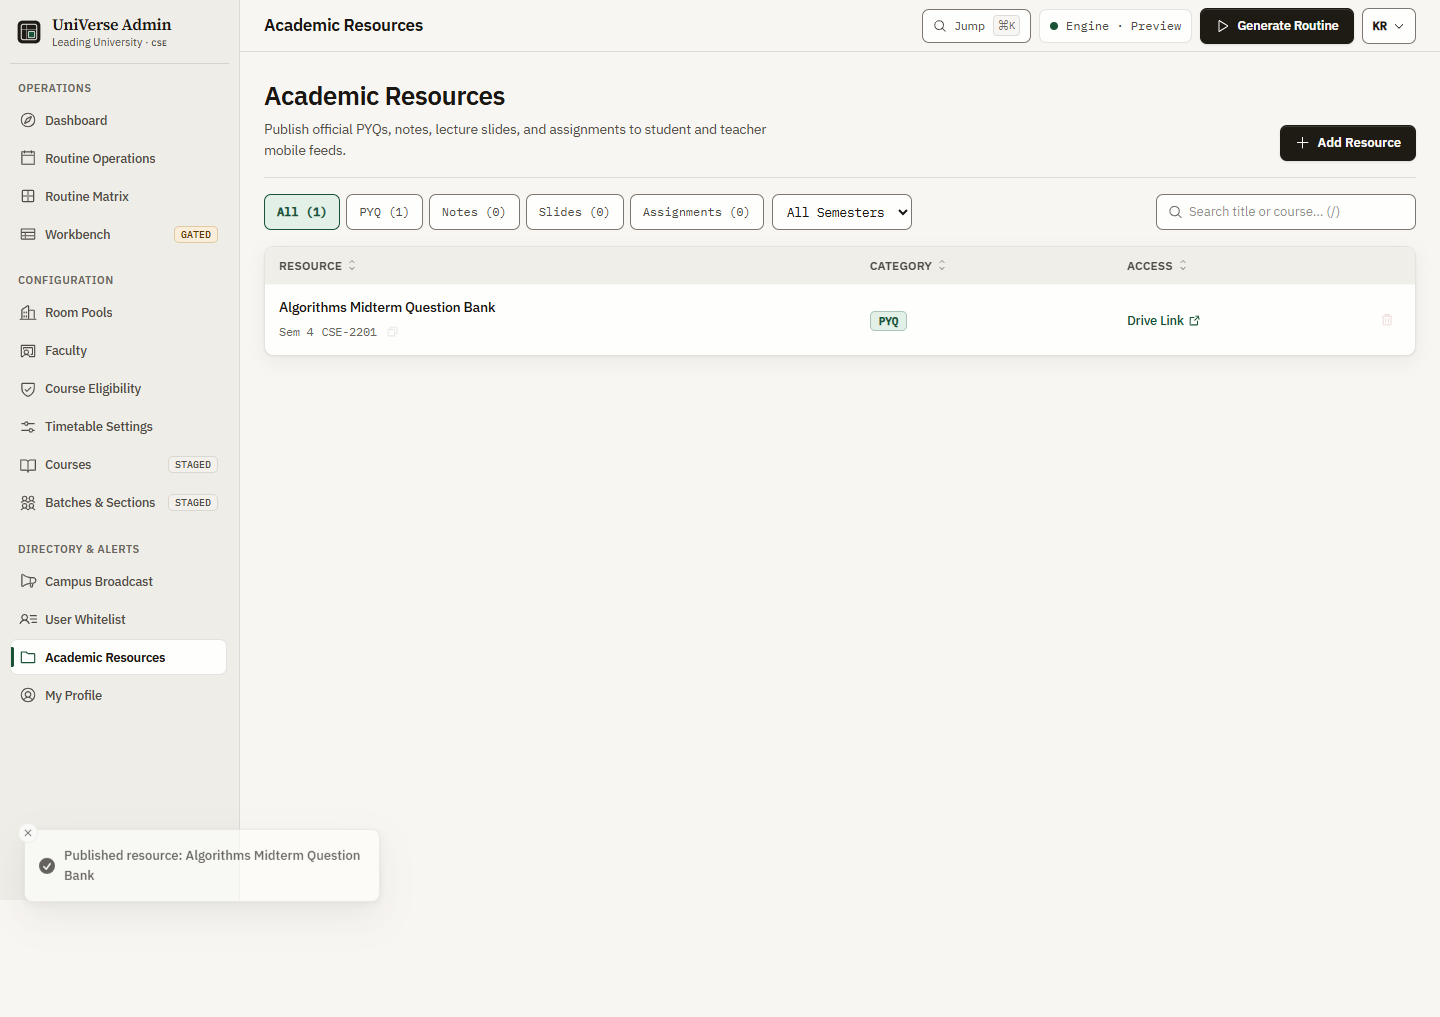 UniVerse Admin
Leading University · CSE
OPERATIONS
Dashboard
Routine Operations
Routine Matrix
Workbench GATED
CONFIGURATION
Room Pools
Faculty
Course Eligibility
Timetable Settings
Courses STAGED
Batches & Sections STAGED
DIRECTORY & ALERTS
Campus Broadcast
User Whitelist
Academic Resources
My Profile
Academic Resources
Jump ⌘K
Engine · Preview
Generate Routine
KR
Academic Resources
Publish official PYQs, notes, lecture slides, and assignments to student and teacher
mobile feeds.
Add Resource
All (1) PYQ (1) Notes (0) Slides (0) Assignments (0) All Semesters
Search title or course... (/)
RESOURCE CATEGORY ACCESS
Algorithms Midterm Question Bank
Sem 4 CSE-2201
PYQ
Drive Link
Published resource: Algorithms Midterm Question
Bank